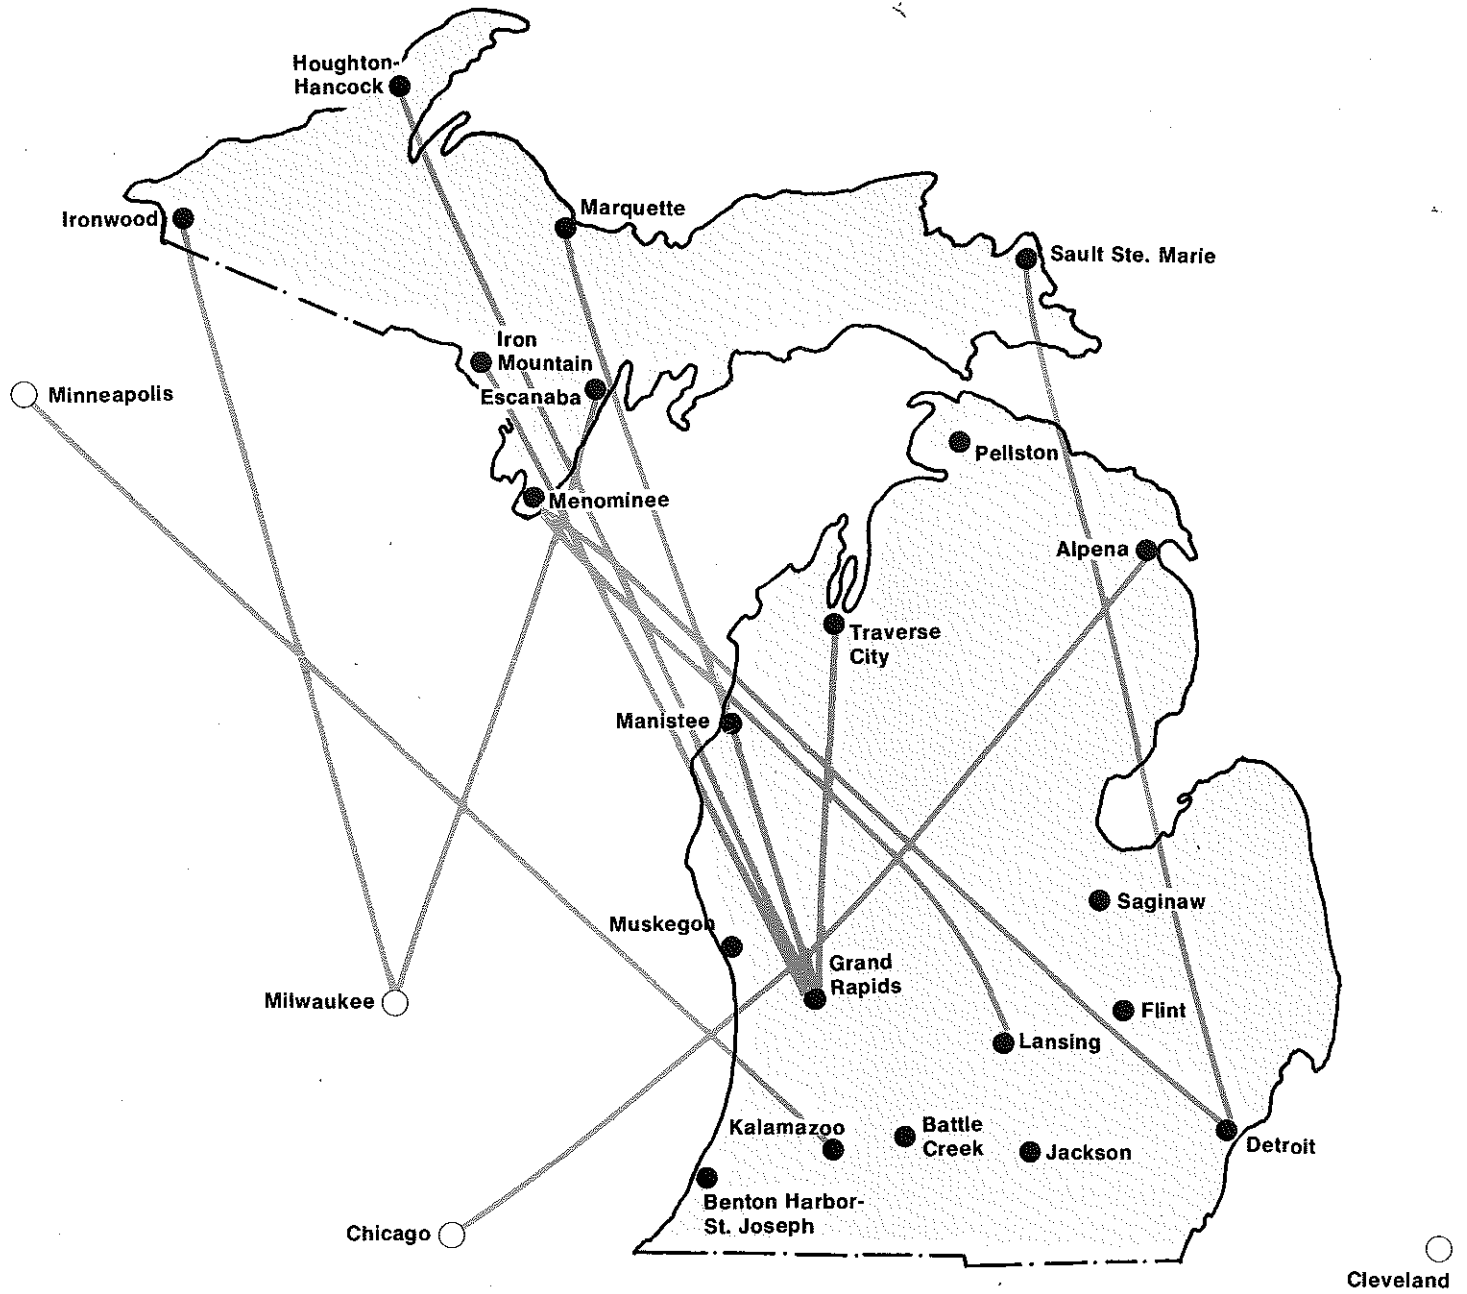 Houghton-
Hancock
Ironwood
Marquette
Sault Ste. Marie
Iron
Mountain
Escanaba
Minneapolis
Menominee
Pellston
Alpena
Traverse
City
Manistee
Saginaw
Muskegon
Grand
Rapids
Milwaukee
Flint
Lansing
Kalamazoo
Battle
Creek
Jackson
Detroit
Benton Harbor-
St. Joseph
Chicago
Cleveland